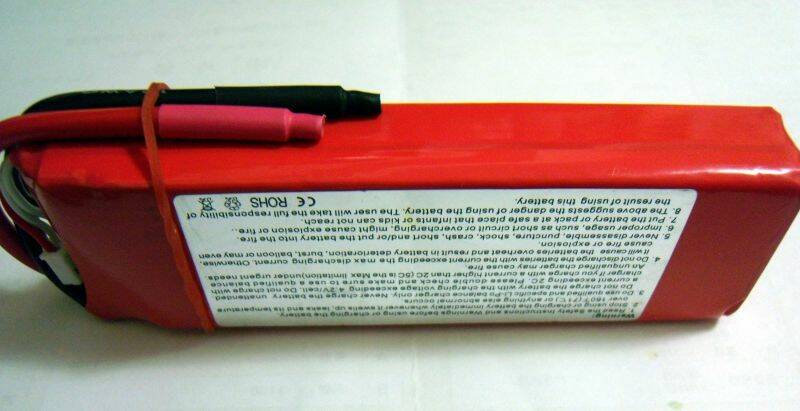 Warning:
1. Read the Safety Instructions and Warnings before using or charging the battery
2. Stop using or charging the battery immediately whenever it swells up, leaks and its temperature
over 160°F(71°C) or anything else abnormal occurs.
3. Do use qualified and specific Li-Po balance charger only. Never charge the battery unattended.
Do not charge the battery with the charging voltage exceeding 4.2V/cell. Do not charge with
a current exceeding 2C. Please double check and make sure to use a qualified balance
charger if you charge with a current higher than 2C to 5C (the Max limitation)under urgent needs
An unqualified charger may cause fire.
4. Do not discharge the batteries with the current exceeding the max discharging current. Otherwise,
it will cause the batteries overheat and result in battery deterioration, burst, balloon or may even
cause fire or explosion.
5. Never disassemble, puncture, shock, crash, short and/or put the battery into the fire
6. Improper usage, such as short circuit or overcharging, might cause explosion or fire..
7. Put the battery or pack at a safe place that infants or kids can not reach.
8. The above suggests the danger of using the battery. The user will take the full responsibility of
the result of using this battery.
CE ROHS